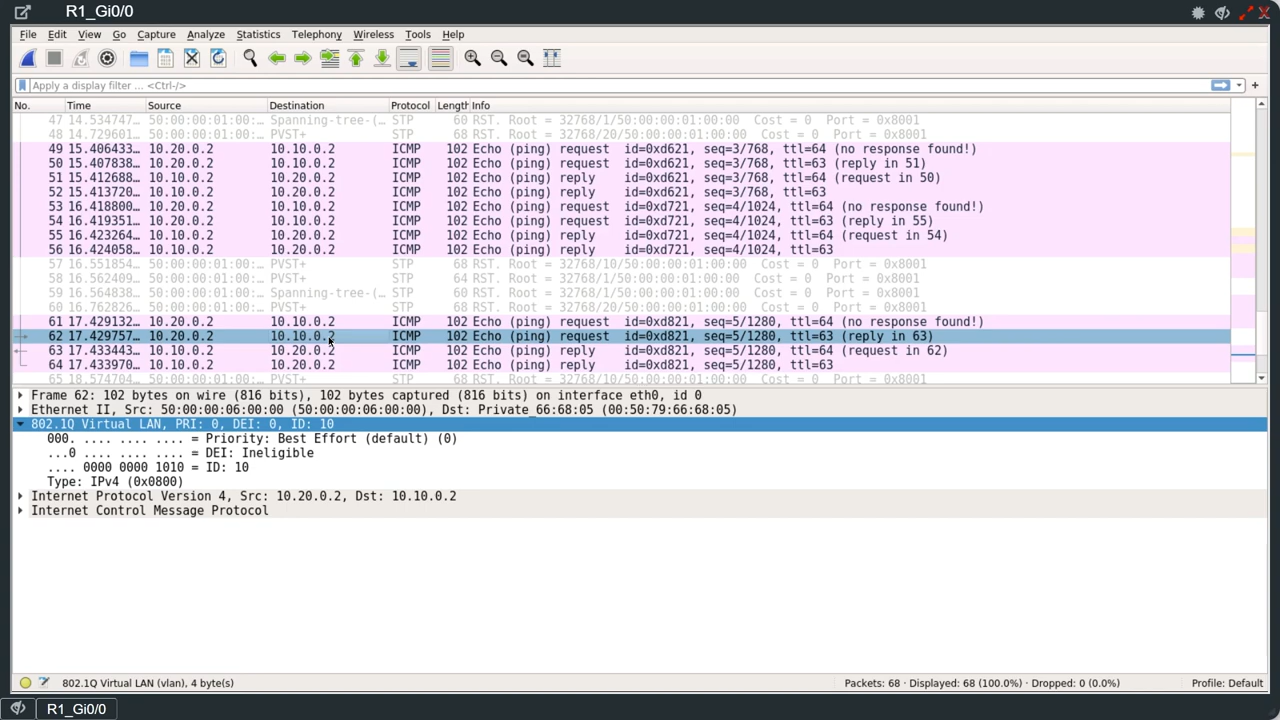 R1_Gi0/0
File Edit View Go Capture Analyze Statistics Telephony Wireless Tools Help
Apply a display filter … <Ctrl-/>
No. Time Source Destination Protocol Length Info
47 14.534747… 50:00:00:01:00:… Spanning-tree-(… STP 60 RST. Root = 32768/1/50:00:00:01:00:00 Cost = 0 Port = 0x8001
48 14.729601… 50:00:00:01:00:… PVST+ STP 68 RST. Root = 32768/20/50:00:00:01:00:00 Cost = 0 Port = 0x8001
49 15.406433… 10.20.0.2 10.10.0.2 ICMP 102 Echo (ping) request id=0xd621, seq=3/768, ttl=64 (no response found!)
50 15.407838… 10.20.0.2 10.10.0.2 ICMP 102 Echo (ping) request id=0xd621, seq=3/768, ttl=63 (reply in 51)
51 15.412688… 10.10.0.2 10.20.0.2 ICMP 102 Echo (ping) reply id=0xd621, seq=3/768, ttl=64 (request in 50)
52 15.413720… 10.10.0.2 10.20.0.2 ICMP 102 Echo (ping) reply id=0xd621, seq=3/768, ttl=63
53 16.418800… 10.20.0.2 10.10.0.2 ICMP 102 Echo (ping) request id=0xd721, seq=4/1024, ttl=64 (no response found!)
54 16.419351… 10.20.0.2 10.10.0.2 ICMP 102 Echo (ping) request id=0xd721, seq=4/1024, ttl=63 (reply in 55)
55 16.423264… 10.10.0.2 10.20.0.2 ICMP 102 Echo (ping) reply id=0xd721, seq=4/1024, ttl=64 (request in 54)
56 16.424058… 10.10.0.2 10.20.0.2 ICMP 102 Echo (ping) reply id=0xd721, seq=4/1024, ttl=63
57 16.551854… 50:00:00:01:00:… PVST+ STP 68 RST. Root = 32768/10/50:00:00:01:00:00 Cost = 0 Port = 0x8001
58 16.562409… 50:00:00:01:00:… PVST+ STP 64 RST. Root = 32768/1/50:00:00:01:00:00 Cost = 0 Port = 0x8001
59 16.564838… 50:00:00:01:00:… Spanning-tree-(… STP 60 RST. Root = 32768/1/50:00:00:01:00:00 Cost = 0 Port = 0x8001
60 16.762826… 50:00:00:01:00:… PVST+ STP 68 RST. Root = 32768/20/50:00:00:01:00:00 Cost = 0 Port = 0x8001
61 17.429132… 10.20.0.2 10.10.0.2 ICMP 102 Echo (ping) request id=0xd821, seq=5/1280, ttl=64 (no response found!)
62 17.429757… 10.20.0.2 10.10.0.2 ICMP 102 Echo (ping) request id=0xd821, seq=5/1280, ttl=63 (reply in 63)
63 17.433443… 10.10.0.2 10.20.0.2 ICMP 102 Echo (ping) reply id=0xd821, seq=5/1280, ttl=64 (request in 62)
64 17.433970… 10.10.0.2 10.20.0.2 ICMP 102 Echo (ping) reply id=0xd821, seq=5/1280, ttl=63
65 18.574704… 50:00:00:01:00:… PVST+ STP 68 RST. Root = 32768/10/50:00:00:01:00:00 Cost = 0 Port = 0x8001
Frame 62: 102 bytes on wire (816 bits), 102 bytes captured (816 bits) on interface eth0, id 0
Ethernet II, Src: 50:00:00:06:00:00 (50:00:00:06:00:00), Dst: Private_66:68:05 (00:50:79:66:68:05)
802.1Q Virtual LAN, PRI: 0, DEI: 0, ID: 10
000. .... .... .... = Priority: Best Effort (default) (0)
...0 .... .... .... = DEI: Ineligible
.... 0000 0000 1010 = ID: 10
Type: IPv4 (0x0800)
Internet Protocol Version 4, Src: 10.20.0.2, Dst: 10.10.0.2
Internet Control Message Protocol
802.1Q Virtual LAN (vlan), 4 byte(s) Packets: 68 · Displayed: 68 (100.0%) · Dropped: 0 (0.0%) Profile: Default
R1_Gi0/0